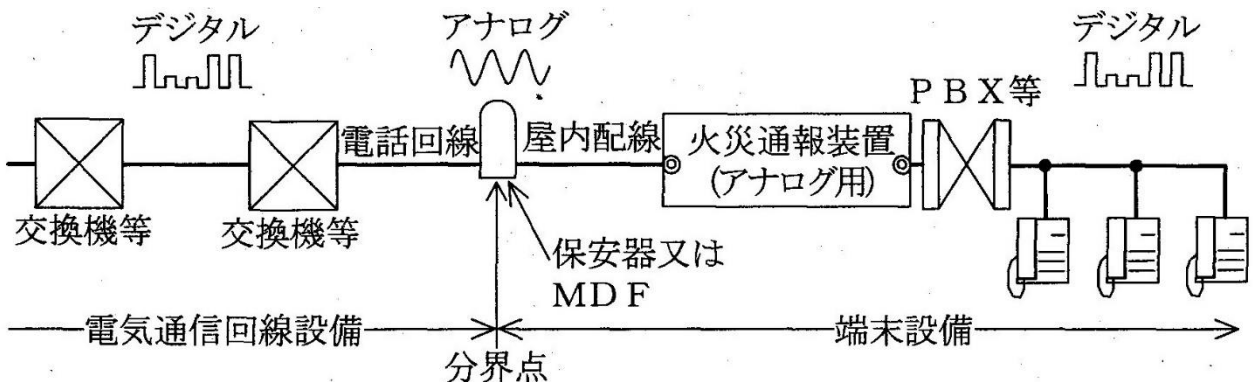 デジタル
アナログ
デジタル
PBX等
電話回線
屋内配線
火災通報装置
(アナログ用)
交換機等
交換機等
保安器又は
MDF
電気通信回線設備
端末設備
分界点